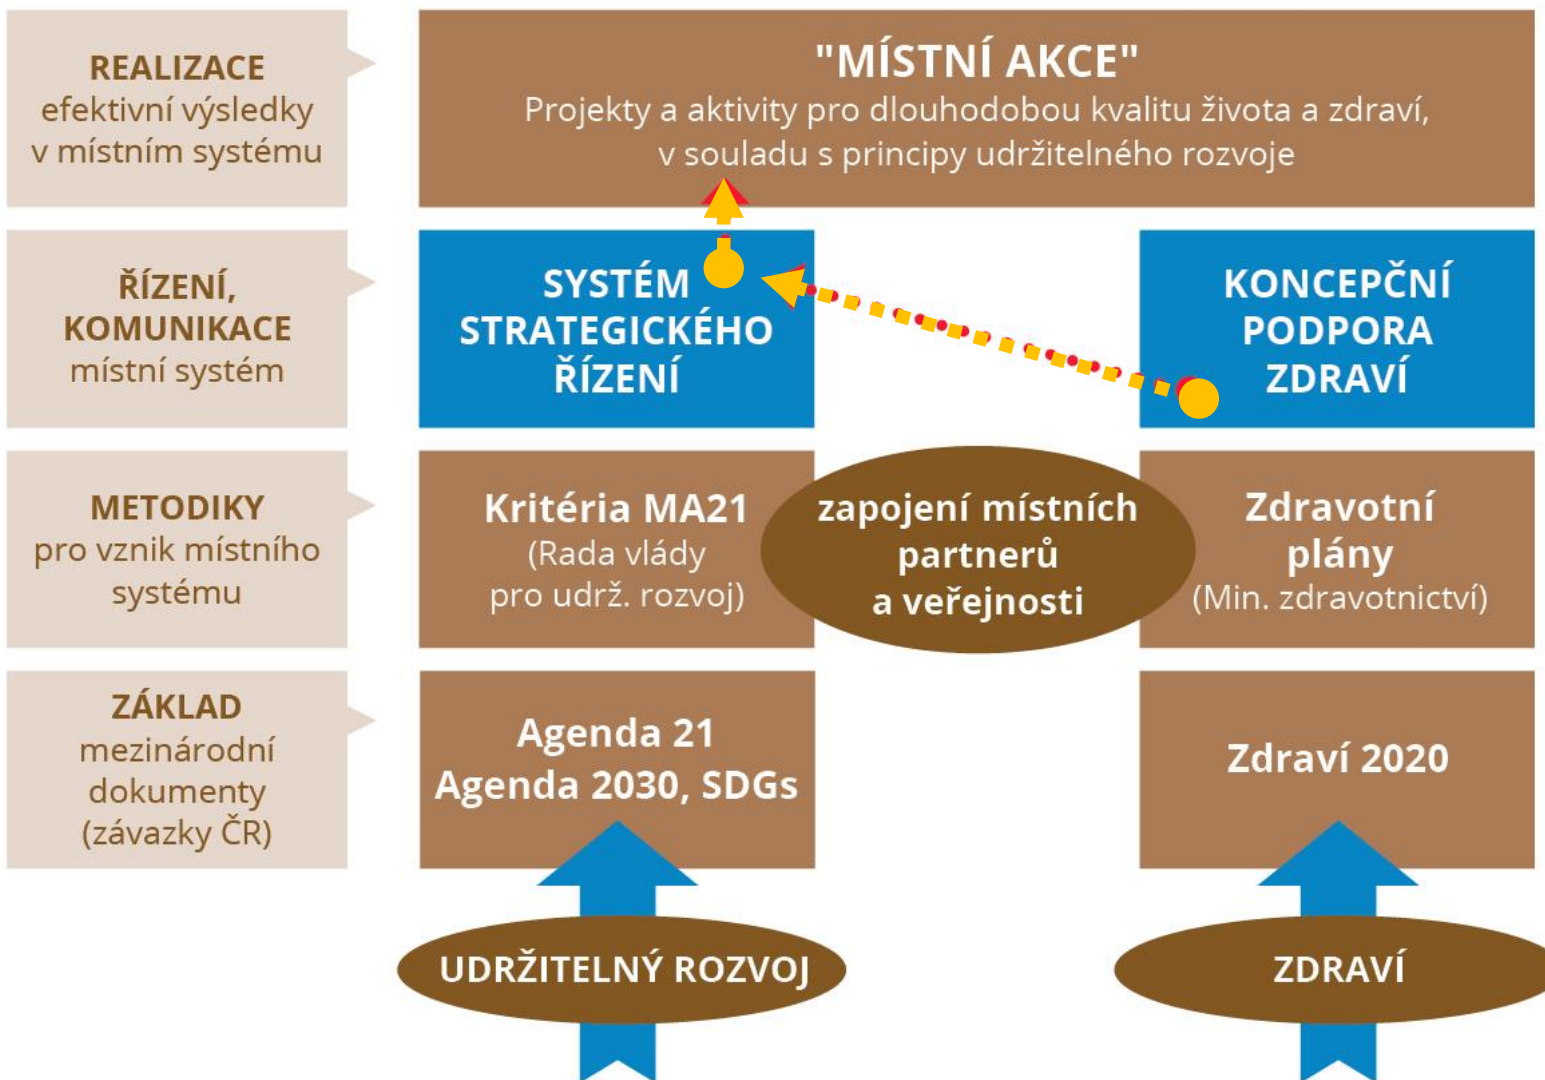 REALIZACE
efektivní výsledky
v místním systému
"MÍSTNÍ AKCE"
Projekty a aktivity pro dlouhodobou kvalitu života a zdraví,
v souladu s principy udržitelného rozvoje
ŘÍZENÍ,
KOMUNIKACE
místní systém
SYSTÉM
STRATEGICKÉHO
ŘÍZENÍ
KONCEPČNÍ
PODPORA
ZDRAVÍ
METODIKY
pro vznik místního
systému
Kritéria MA21
(Rada vlády
pro udrž. rozvoj)
zapojení místních
partnerů
a veřejnosti
Zdravotní
plány
(Min. zdravotnictví)
ZÁKLAD
mezinárodní
dokumenty
(závazky ČR)
Agenda 21
Agenda 2030, SDGs
Zdraví 2020
UDRŽITELNÝ ROZVOJ
ZDRAVÍ